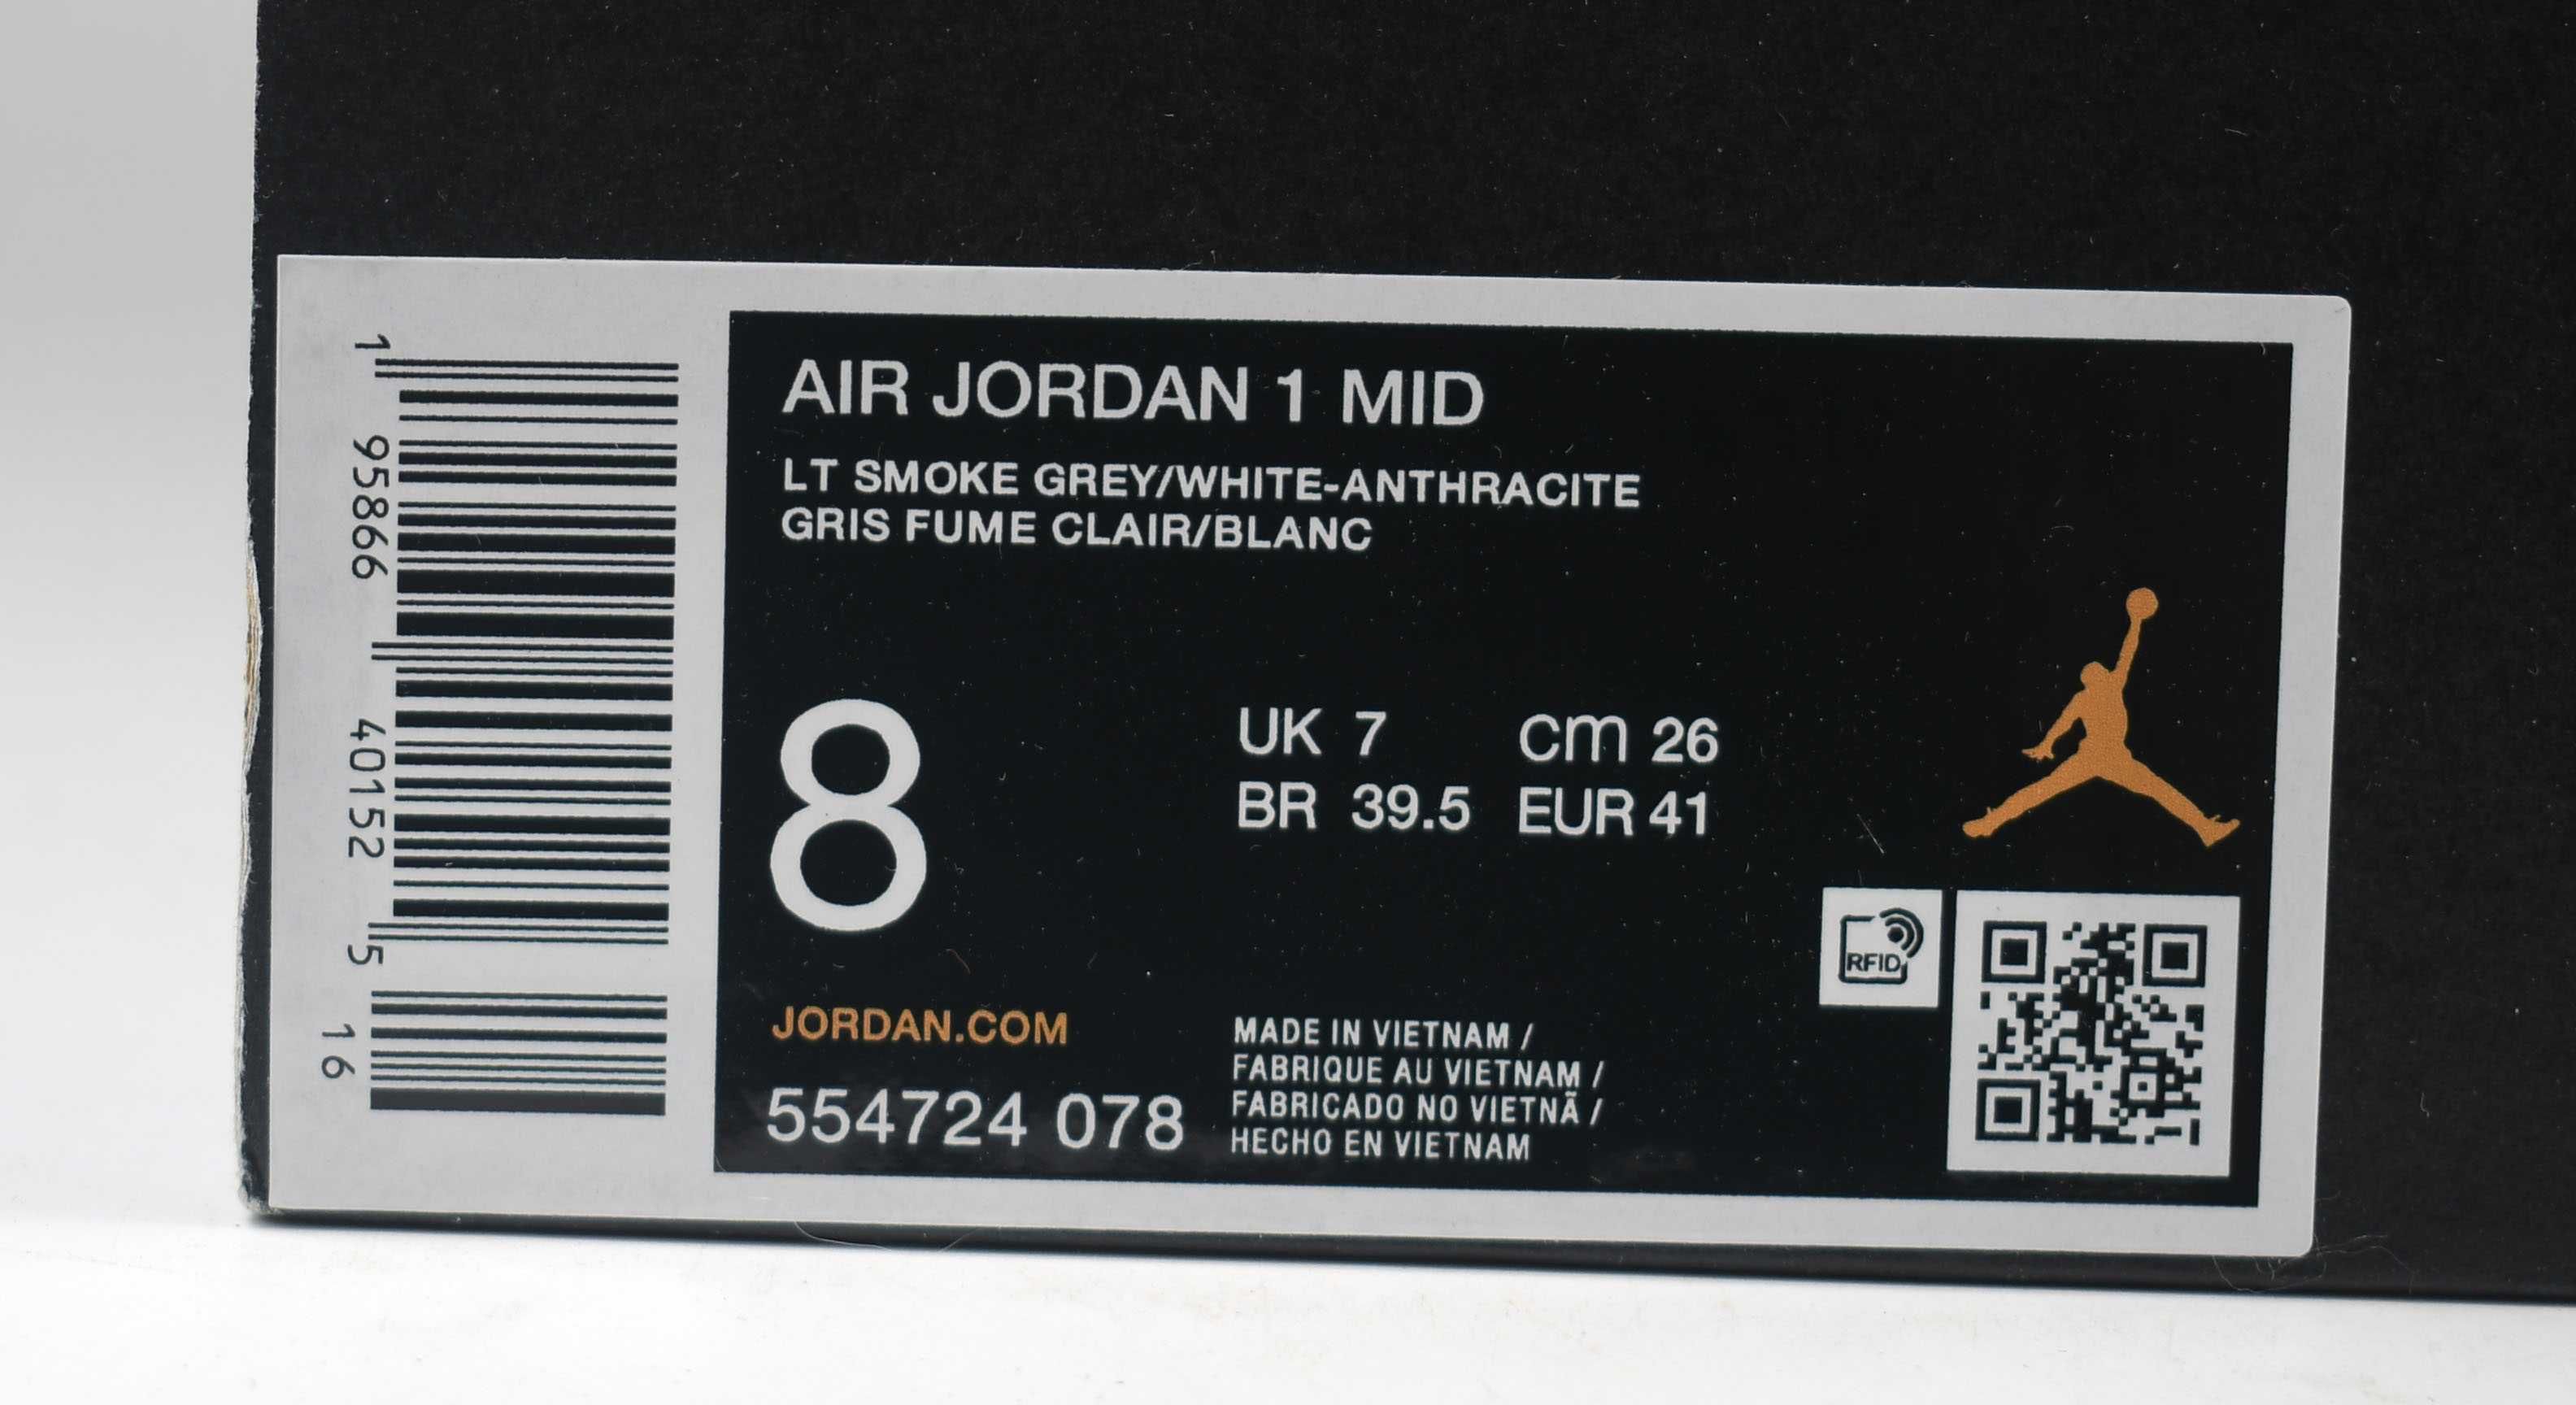 AIR JORDAN 1 MID
LT SMOKE GREY/WHITE-ANTHRACITE
GRIS FUME CLAIR/BLANC
8
UK 7 cm 26
BR 39.5 EUR 41
RFID
JORDAN.COM
554724 078
MADE IN VIETNAM /
FABRIQUE AU VIETNAM /
FABRICADO NO VIETNÃ /
HECHO EN VIETNAM
1 95866 40152 5
16